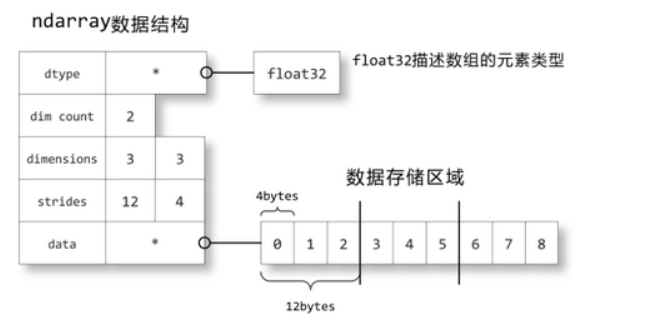 ndarray数据结构
dtype * float32 float32描述数组的元素类型
dim count 2
dimensions 3 3
数据存储区域
strides 12 4
4bytes
data * 0 1 2 3 4 5 6 7 8
12bytes